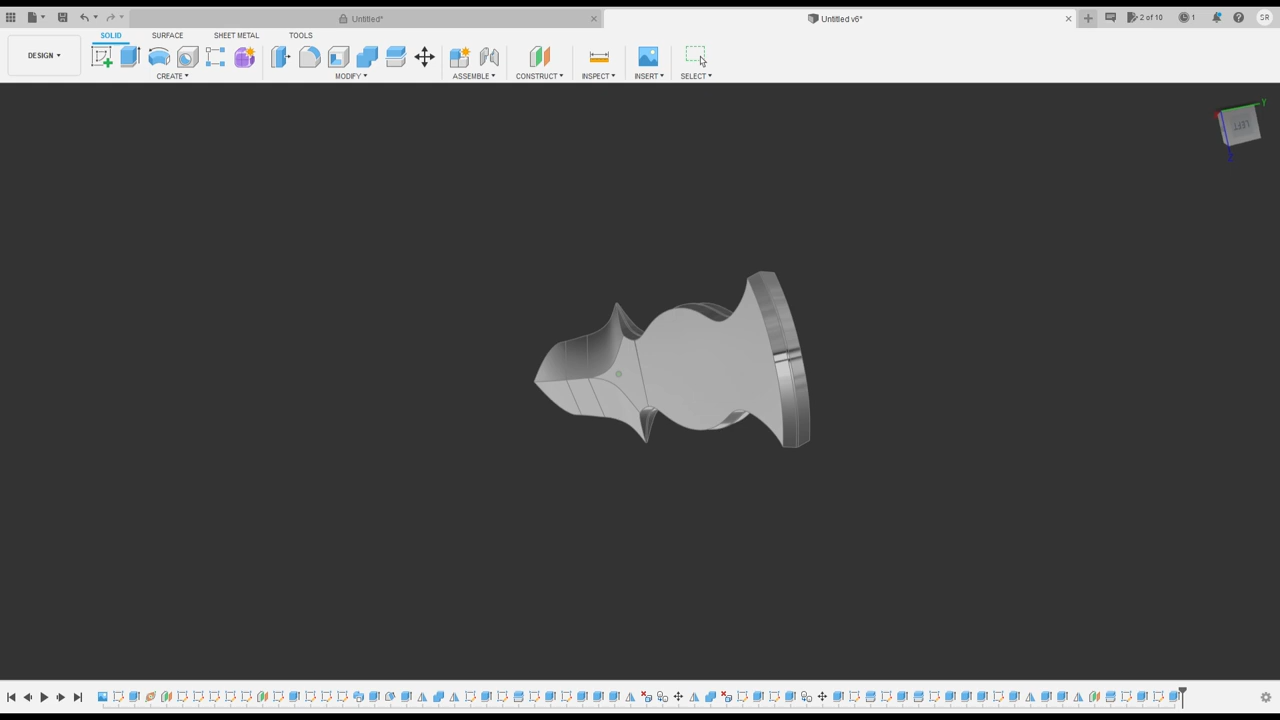 Untitled*
Untitled v6*
2 of 10
1
SR
DESIGN
SOLID
SURFACE
SHEET METAL
TOOLS
CREATE
MODIFY
ASSEMBLE
CONSTRUCT
INSPECT
INSERT
SELECT
Y
LEFT
Z